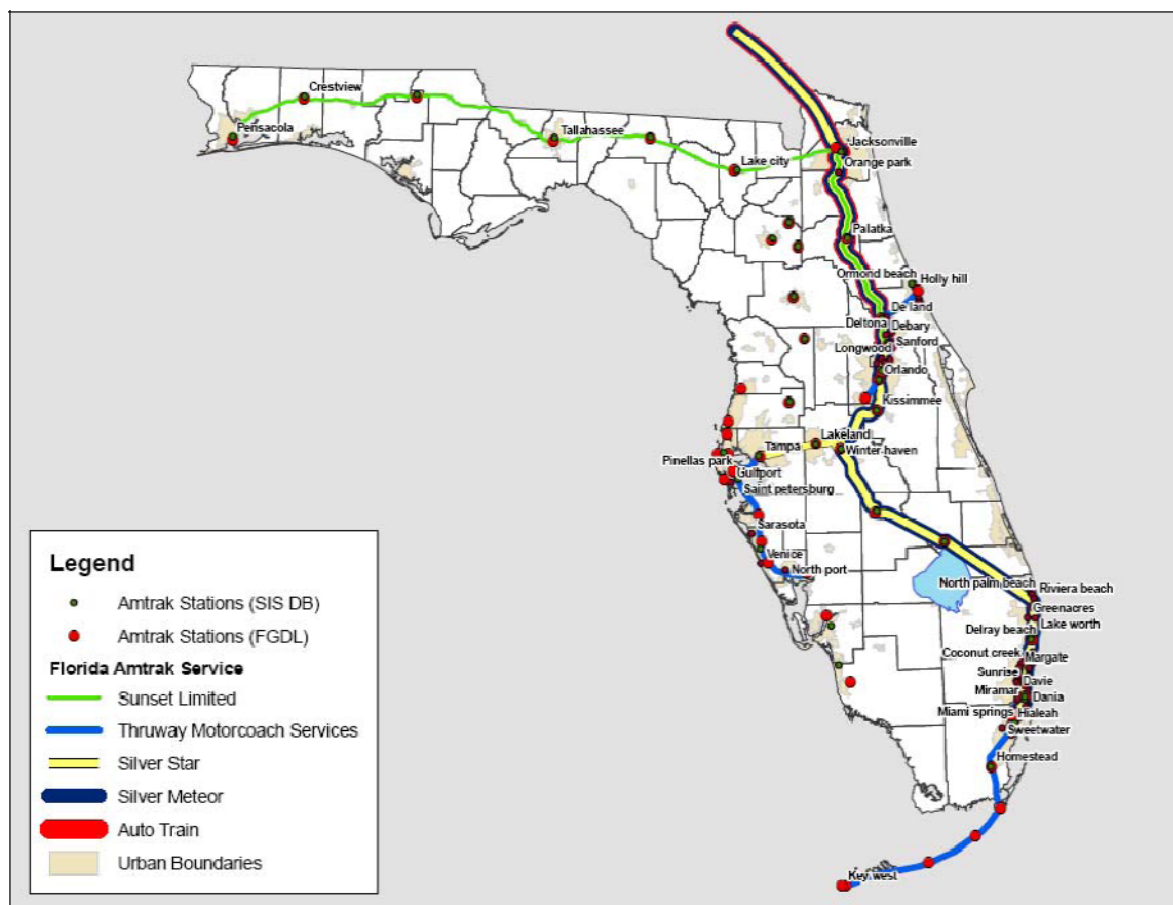 Crestview
Pensacola
Tallahassee
Lake city
Jacksonville
Orange park
Pallatka
Ormond beach
Holly hill
De land
Deltona
Debary
Longwood
Sanford
Orlando
Kissimmee
Lakeland
Tampa
Winter haven
Pinellas park
Gulfport
Saint petersburg
Sarasota
Venice
North port
North palm beach
Riviera beach
Greenacres
Lake worth
Delray beach
Coconut creek
Margate
Sunrise
Davie
Miramar
Dania
Miami springs
Hialeah
Sweetwater
Homestead
Key west
Legend
Amtrak Stations (SIS DB)
Amtrak Stations (FGDL)
Florida Amtrak Service
Sunset Limited
Thruway Motorcoach Services
Silver Star
Silver Meteor
Auto Train
Urban Boundaries